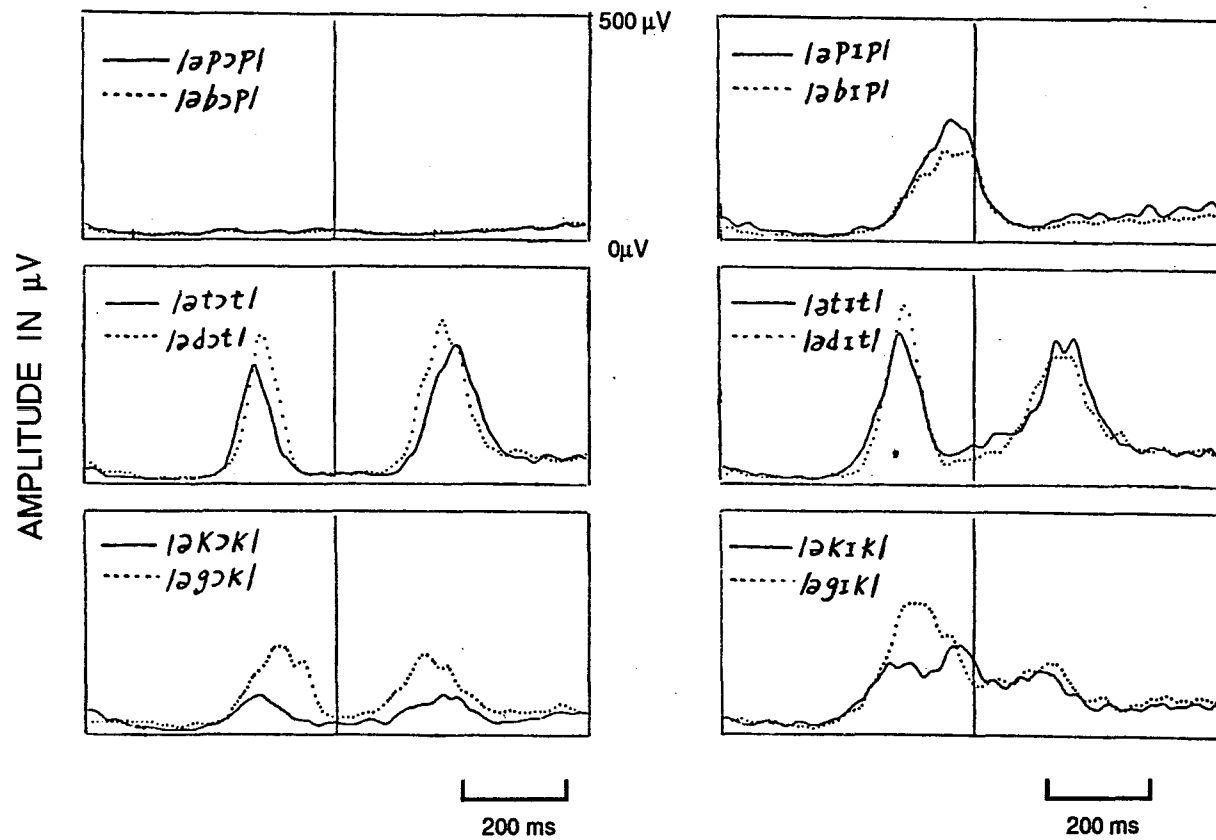 500 μV
/əpɔp/
/əbɔp/
/əpɪp/
/əbɪp/
0μV
AMPLITUDE IN μV
/ətɔt/
/ədɔt/
/ətɪt/
/ədɪt/
/əkɔk/
/əgɔk/
/əkɪk/
/əgɪk/
200 ms
200 ms